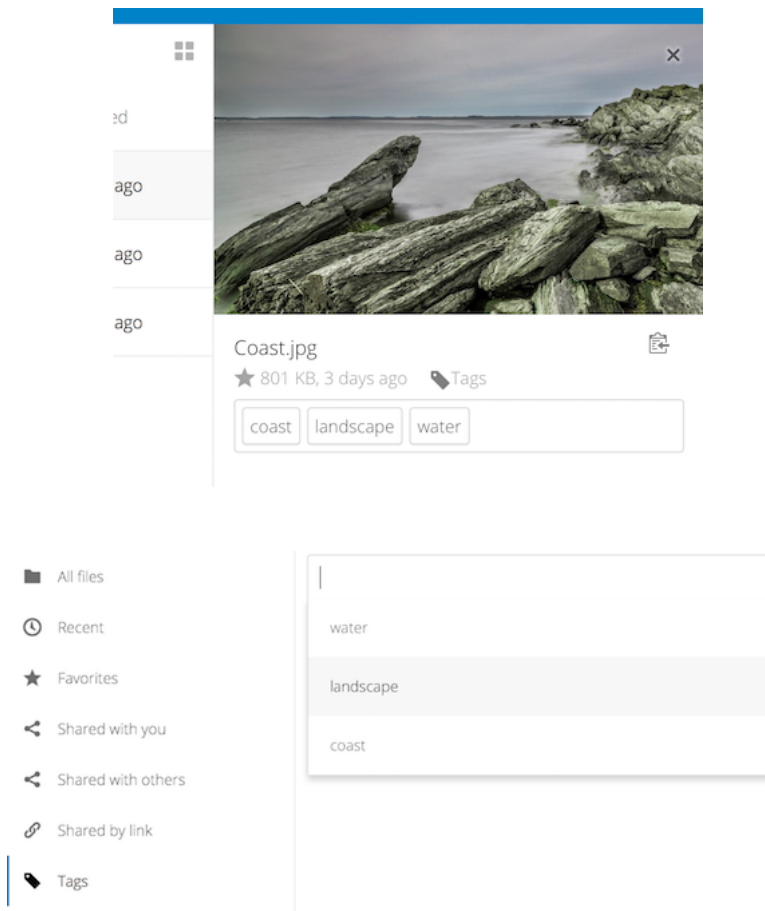 ed
ago
ago
ago
Coast.jpg
801 KB, 3 days ago Tags
coast landscape water
All files
Recent
Favorites
Shared with you
Shared with others
Shared by link
Tags
water
landscape
coast